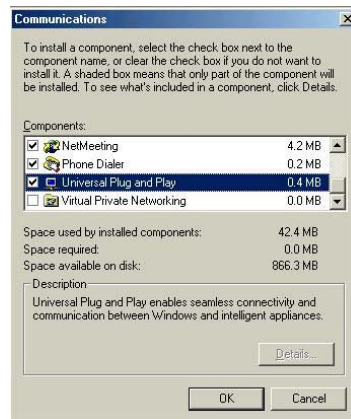 Communications
To install a component, select the check box next to the
component name, or clear the check box if you do not want to
install it. A shaded box means that only part of the component will
be installed. To see what's included in a component, click Details.
Components:
NetMeeting 4.2 MB
Phone Dialer 0.2 MB
Universal Plug and Play 0.4 MB
Virtual Private Networking 0.0 MB
Space used by installed components: 42.4 MB
Space required: 0.0 MB
Space available on disk: 866.3 MB
Description
Universal Plug and Play enables seamless connectivity and
communication between Windows and intelligent appliances.
Details...
OK Cancel